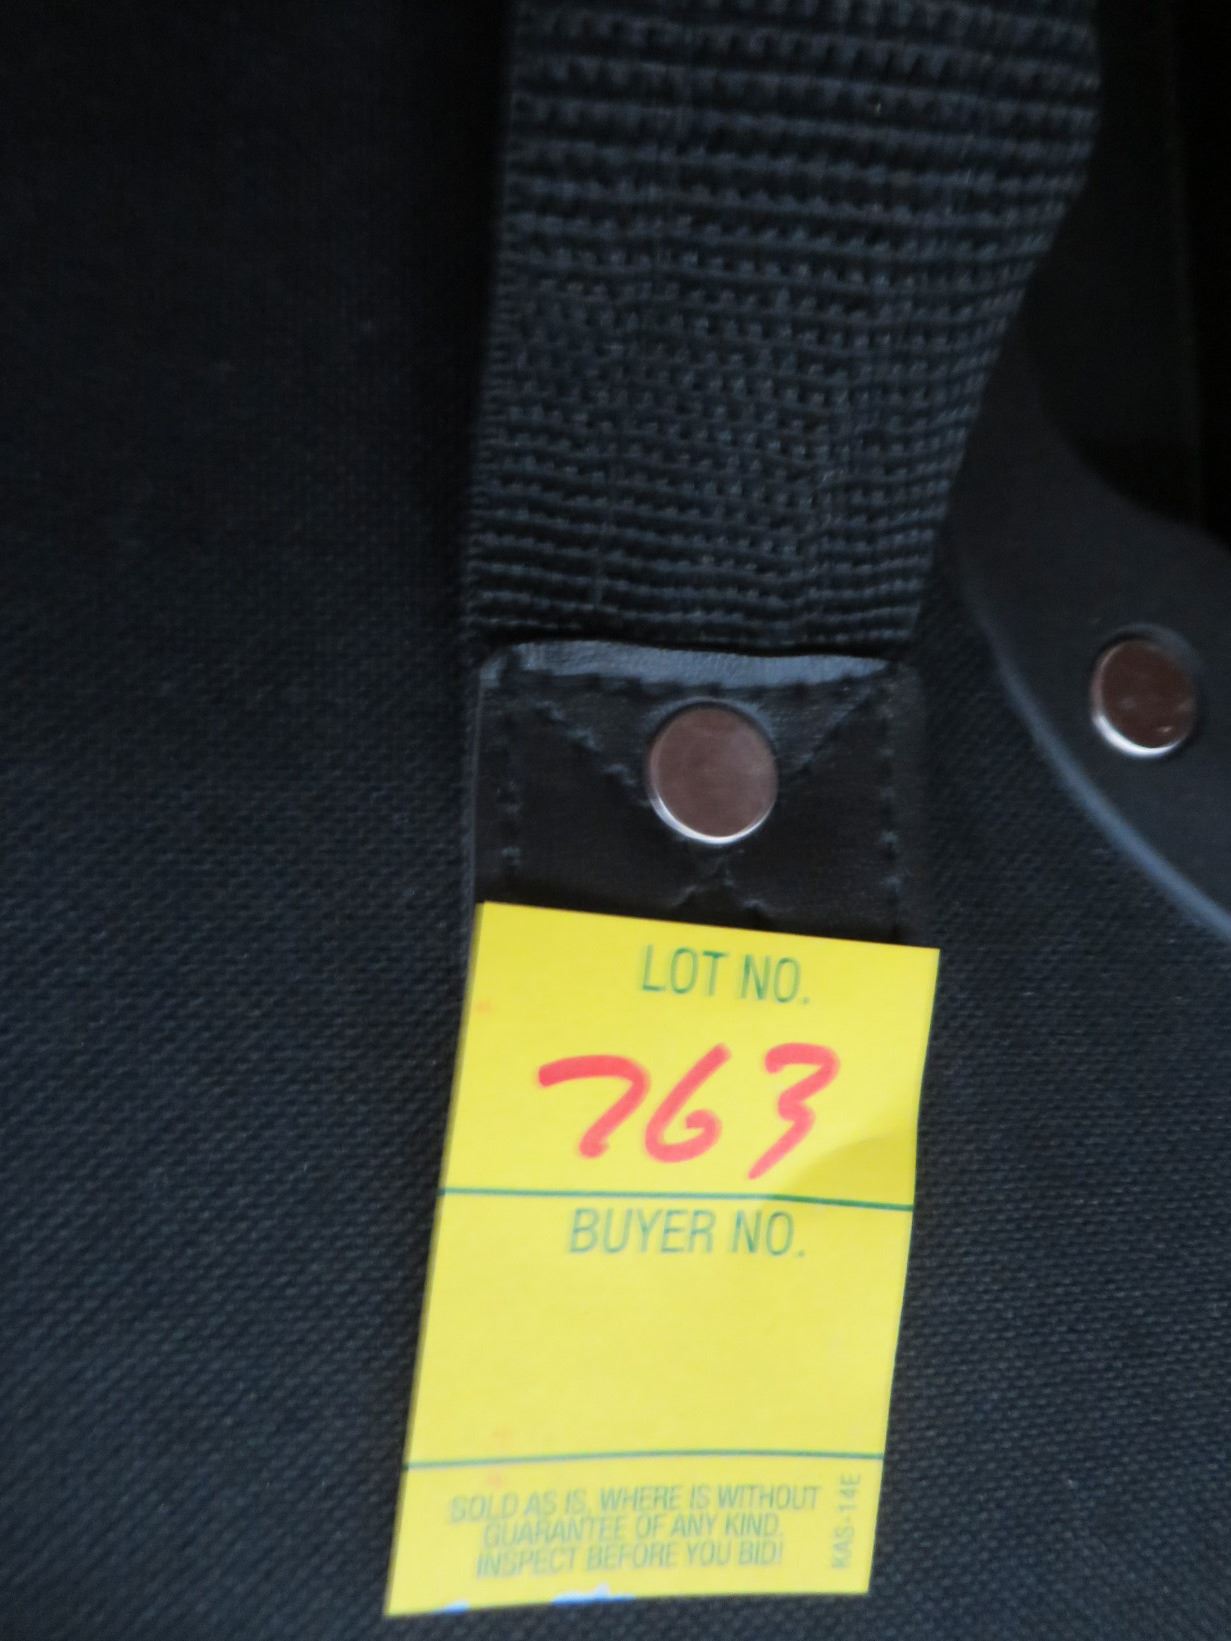 LOT NO.
763
BUYER NO.
SOLD AS IS, WHERE IS WITHOUT
GUARANTEE OF ANY KIND.
INSPECT BEFORE YOU BID!
KAS-14E